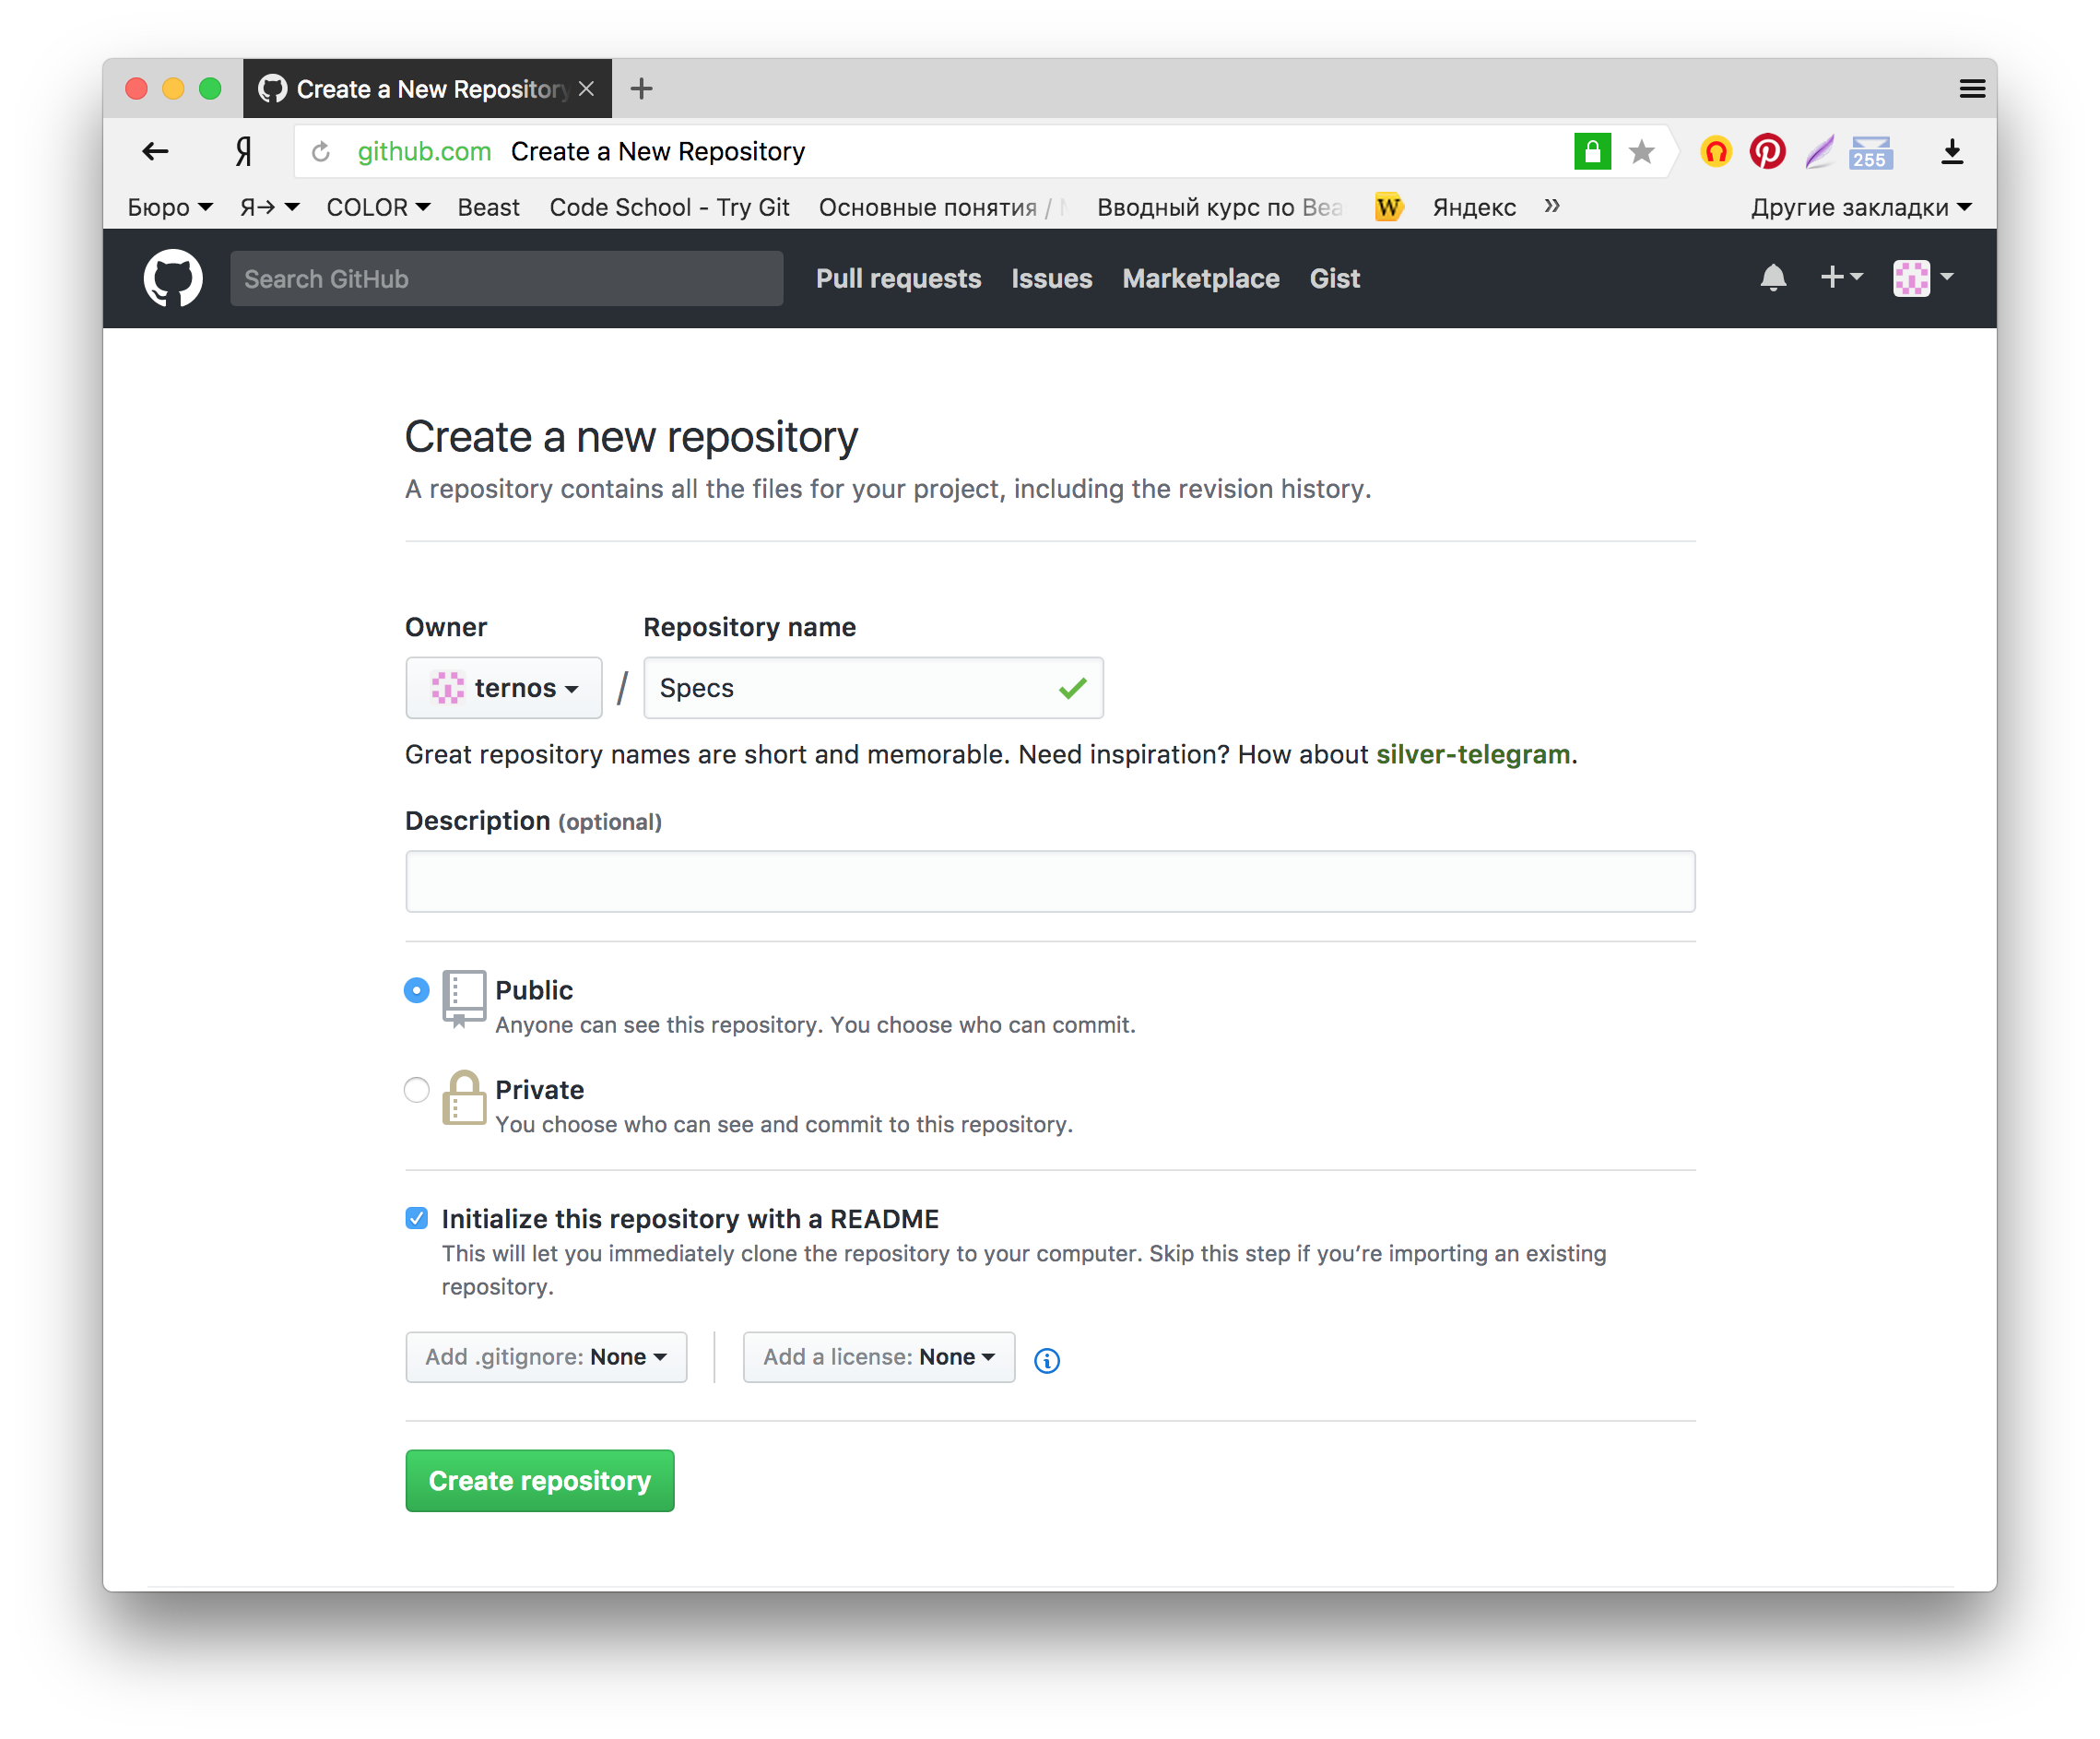 Create a New Repository
Я github.com Create a New Repository 255
Бюро Я→ COLOR Beast Code School - Try Git Основные понятия / Вводный курс по Bea W Яндекс » Другие закладки
Search GitHub Pull requests Issues Marketplace Gist
Create a new repository
A repository contains all the files for your project, including the revision history.
Owner Repository name
ternos / Specs
Great repository names are short and memorable. Need inspiration? How about silver-telegram.
Description (optional)
Public
Anyone can see this repository. You choose who can commit.
Private
You choose who can see and commit to this repository.
Initialize this repository with a README
This will let you immediately clone the repository to your computer. Skip this step if you’re importing an existing
repository.
Add .gitignore: None Add a license: None
Create repository